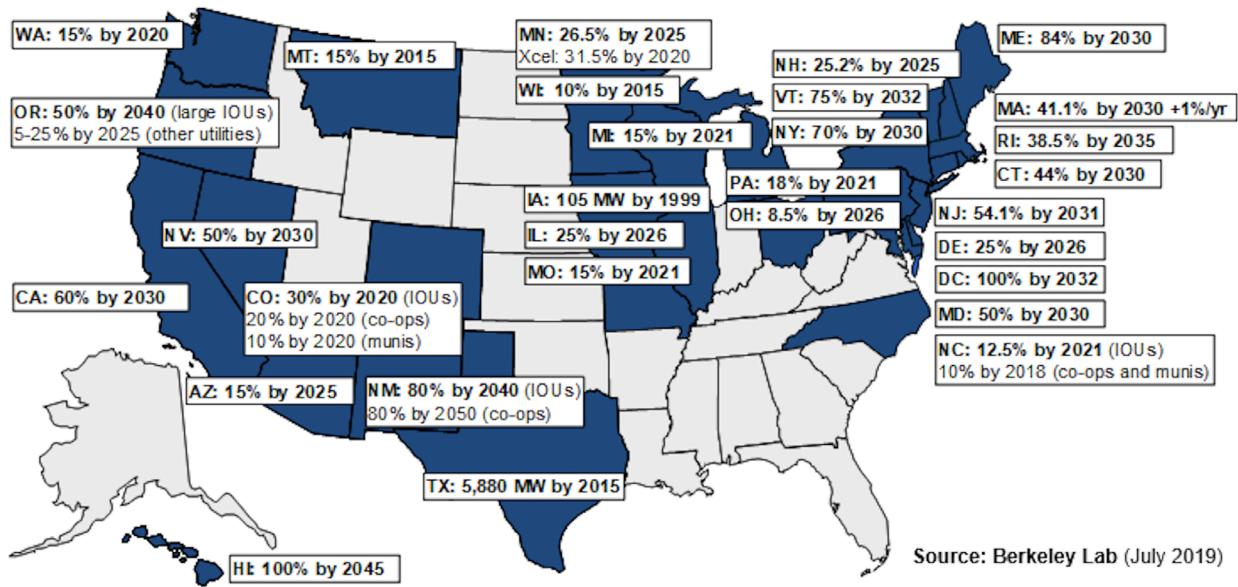 WA: 15% by 2020
MT: 15% by 2015
MN: 26.5% by 2025
Xcel: 31.5% by 2020
ME: 84% by 2030
NH: 25.2% by 2025
WI: 10% by 2015
VT: 75% by 2032
OR: 50% by 2040 (large IOUs)
5-25% by 2025 (other utilities)
MA: 41.1% by 2030 +1%/yr
MI: 15% by 2021
NY: 70% by 2030
RI: 38.5% by 2035
CT: 44% by 2030
PA: 18% by 2021
IA: 105 MW by 1999
OH: 8.5% by 2026
NJ: 54.1% by 2031
NV: 50% by 2030
IL: 25% by 2026
DE: 25% by 2026
MO: 15% by 2021
DC: 100% by 2032
CA: 60% by 2030
CO: 30% by 2020 (IOUs)
20% by 2020 (co-ops)
10% by 2020 (munis)
MD: 50% by 2030
NC: 12.5% by 2021 (IOUs)
10% by 2018 (co-ops and munis)
AZ: 15% by 2025
NM: 80% by 2040 (IOUs)
80% by 2050 (co-ops)
TX: 5,880 MW by 2015
HI: 100% by 2045
Source: Berkeley Lab (July 2019)